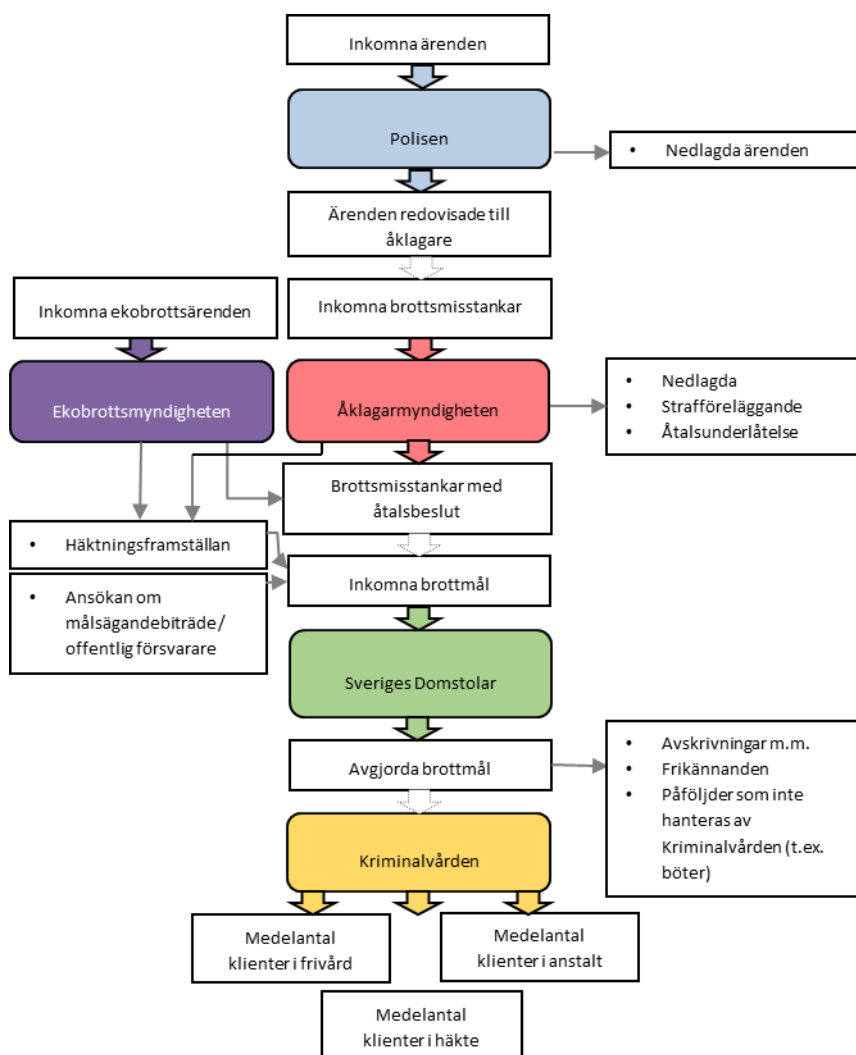 Inkomna ärenden
Polisen
• Nedlagda ärenden
Ärenden redovisade till
åklagare
Inkomna ekobrottsärenden
Inkomna brottsmisstankar
Ekobrottsmyndigheten
Åklagarmyndigheten
• Nedlagda
• Strafföreläggande
• Åtalsunderlåtelse
Brottsmisstankar med
åtalsbeslut
• Häktningsframställan
• Ansökan om
målsägandebiträde/
offentlig försvarare
Inkomna brottmål
Sveriges Domstolar
Avgjorda brottmål
• Avskrivningar m.m.
• Frikännanden
• Påföljder som inte
hanteras av
Kriminalvården (t.ex.
böter)
Kriminalvården
Medelantal
klienter i frivård
Medelantal
klienter i anstalt
Medelantal
klienter i häkte